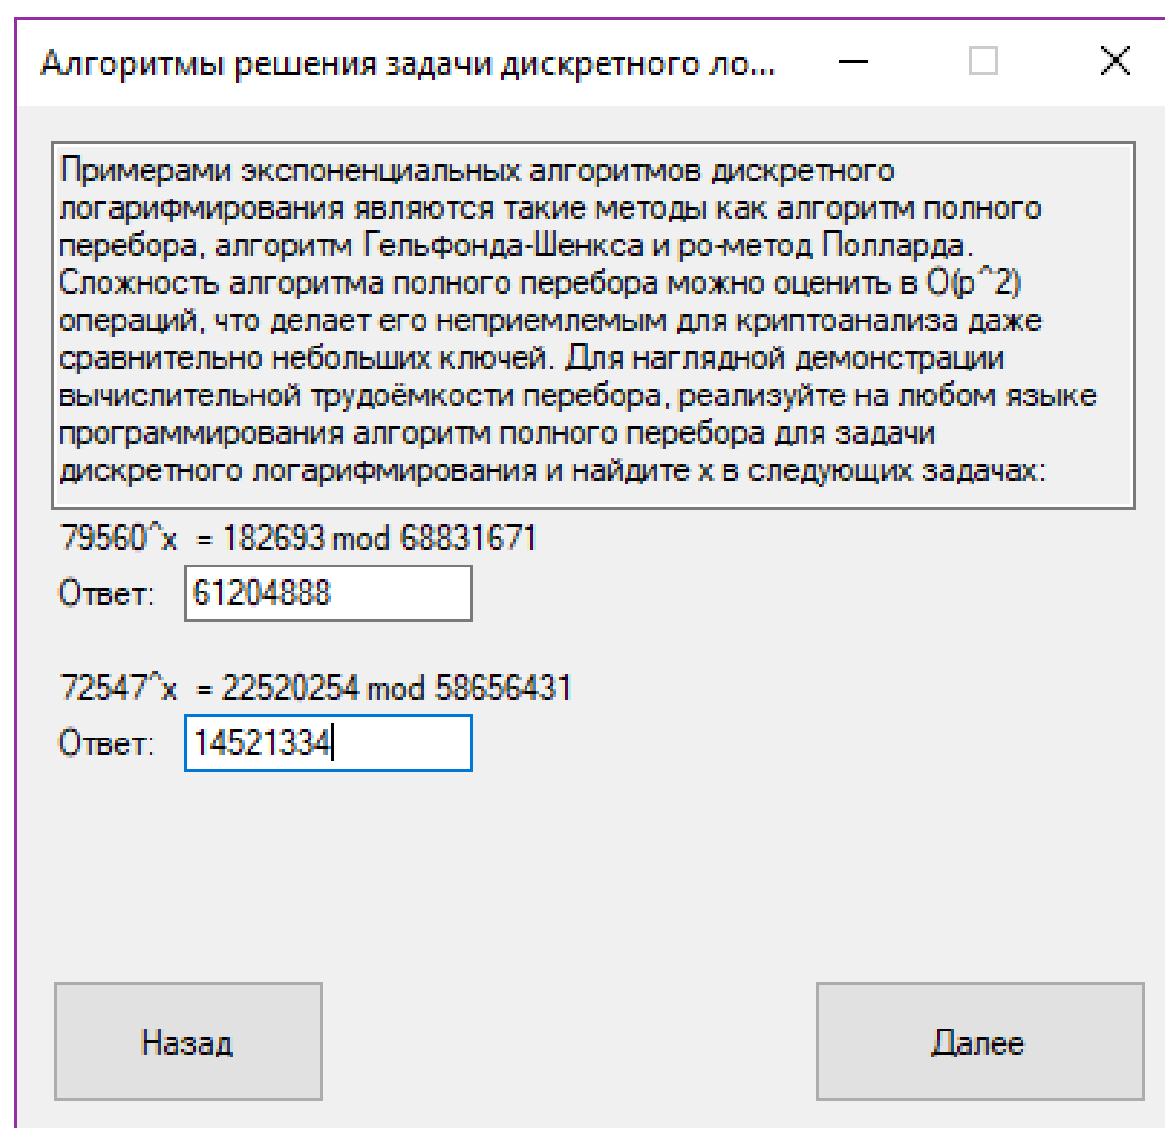 Алгоритмы решения задачи дискретного ло...
Примерами экспоненциальных алгоритмов дискретного
логарифмирования являются такие методы как алгоритм полного
перебора, алгоритм Гельфонда-Шенкса и ро-метод Полларда.
Сложность алгоритма полного перебора можно оценить в O(p^2)
операций, что делает его неприемлемым для криптоанализа даже
сравнительно небольших ключей. Для наглядной демонстрации
вычислительной трудоёмкости перебора, реализуйте на любом языке
программирования алгоритм полного перебора для задачи
дискретного логарифмирования и найдите x в следующих задачах:
79560^x = 182693 mod 68831671
Ответ: 61204888
72547^x = 22520254 mod 58656431
Ответ: 14521334
Назад Далее